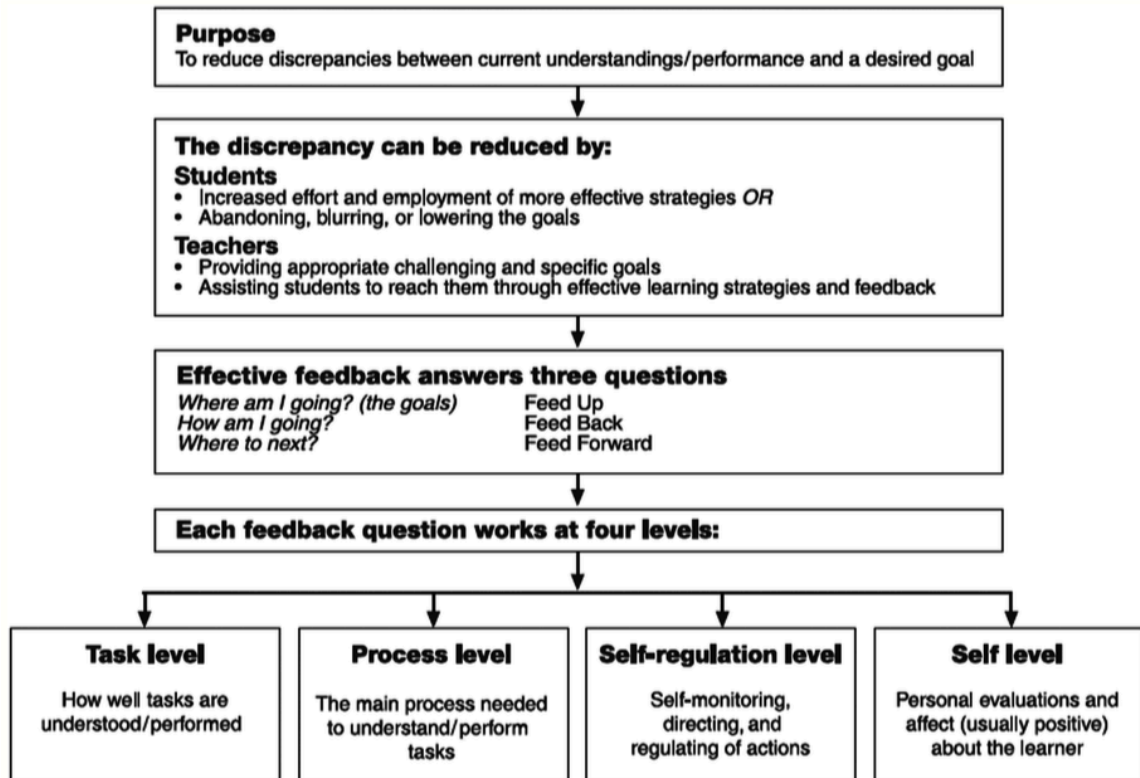 Purpose
To reduce discrepancies between current understandings/performance and a desired goal
The discrepancy can be reduced by:
Students
• Increased effort and employment of more effective strategies OR
• Abandoning, blurring, or lowering the goals
Teachers
• Providing appropriate challenging and specific goals
• Assisting students to reach them through effective learning strategies and feedback
Effective feedback answers three questions
Where am I going? (the goals) Feed Up
How am I going? Feed Back
Where to next? Feed Forward
Each feedback question works at four levels:
Task level
How well tasks are
understood/performed
Process level
The main process needed
to understand/perform
tasks
Self-regulation level
Self-monitoring,
directing, and
regulating of actions
Self level
Personal evaluations and
affect (usually positive)
about the learner